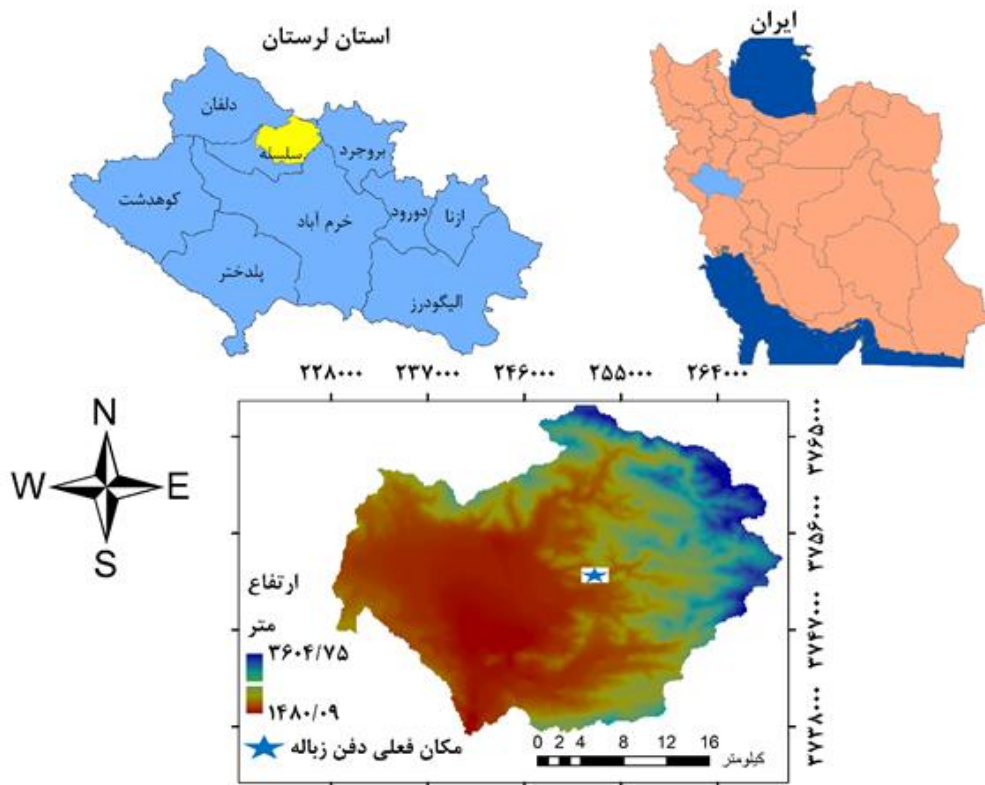 استان لرستان
ایران
دلفان
سلسله
بروجرد
کوهدشت
خرم آباد
دورود
ازنا
پلدختر
الیگودرز
۲۲۸۰۰۰ ۲۳۷۰۰۰ ۲۴۶۰۰۰ ۲۵۵۰۰۰ ۲۶۴۰۰۰
N
W E
S
۳۷۶۵۰۰۰
۳۷۵۶۰۰۰
۳۷۴۷۰۰۰
۳۷۳۸۰۰۰
ارتفاع
متر
۳۶۰۴/۷۵
۱۴۸۰/۰۹
مکان فعلی دفن زباله
0 2 4 8 12 16
کیلومتر